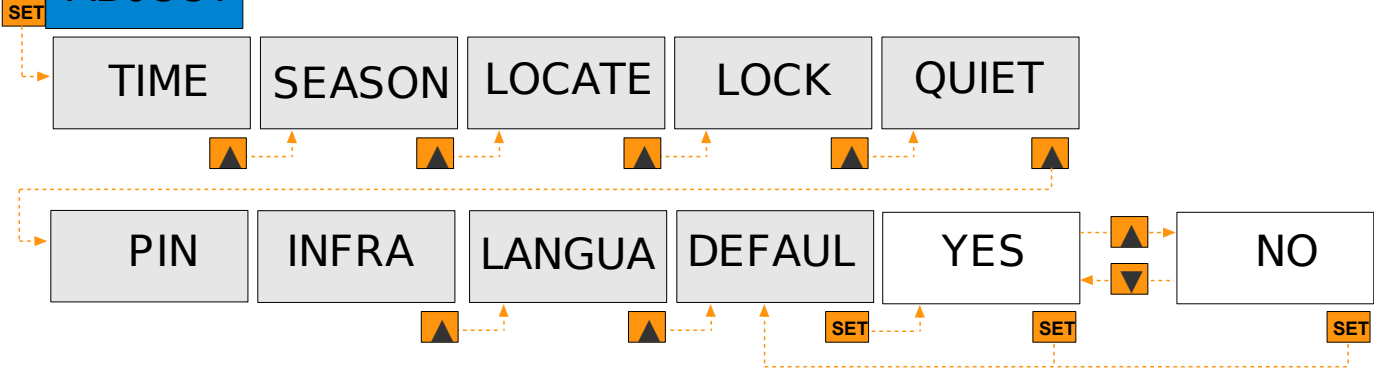 SET
TIME SEASON LOCATE LOCK QUIET
PIN INFRA LANGUA DEFAUL YES NO
SET SET SET